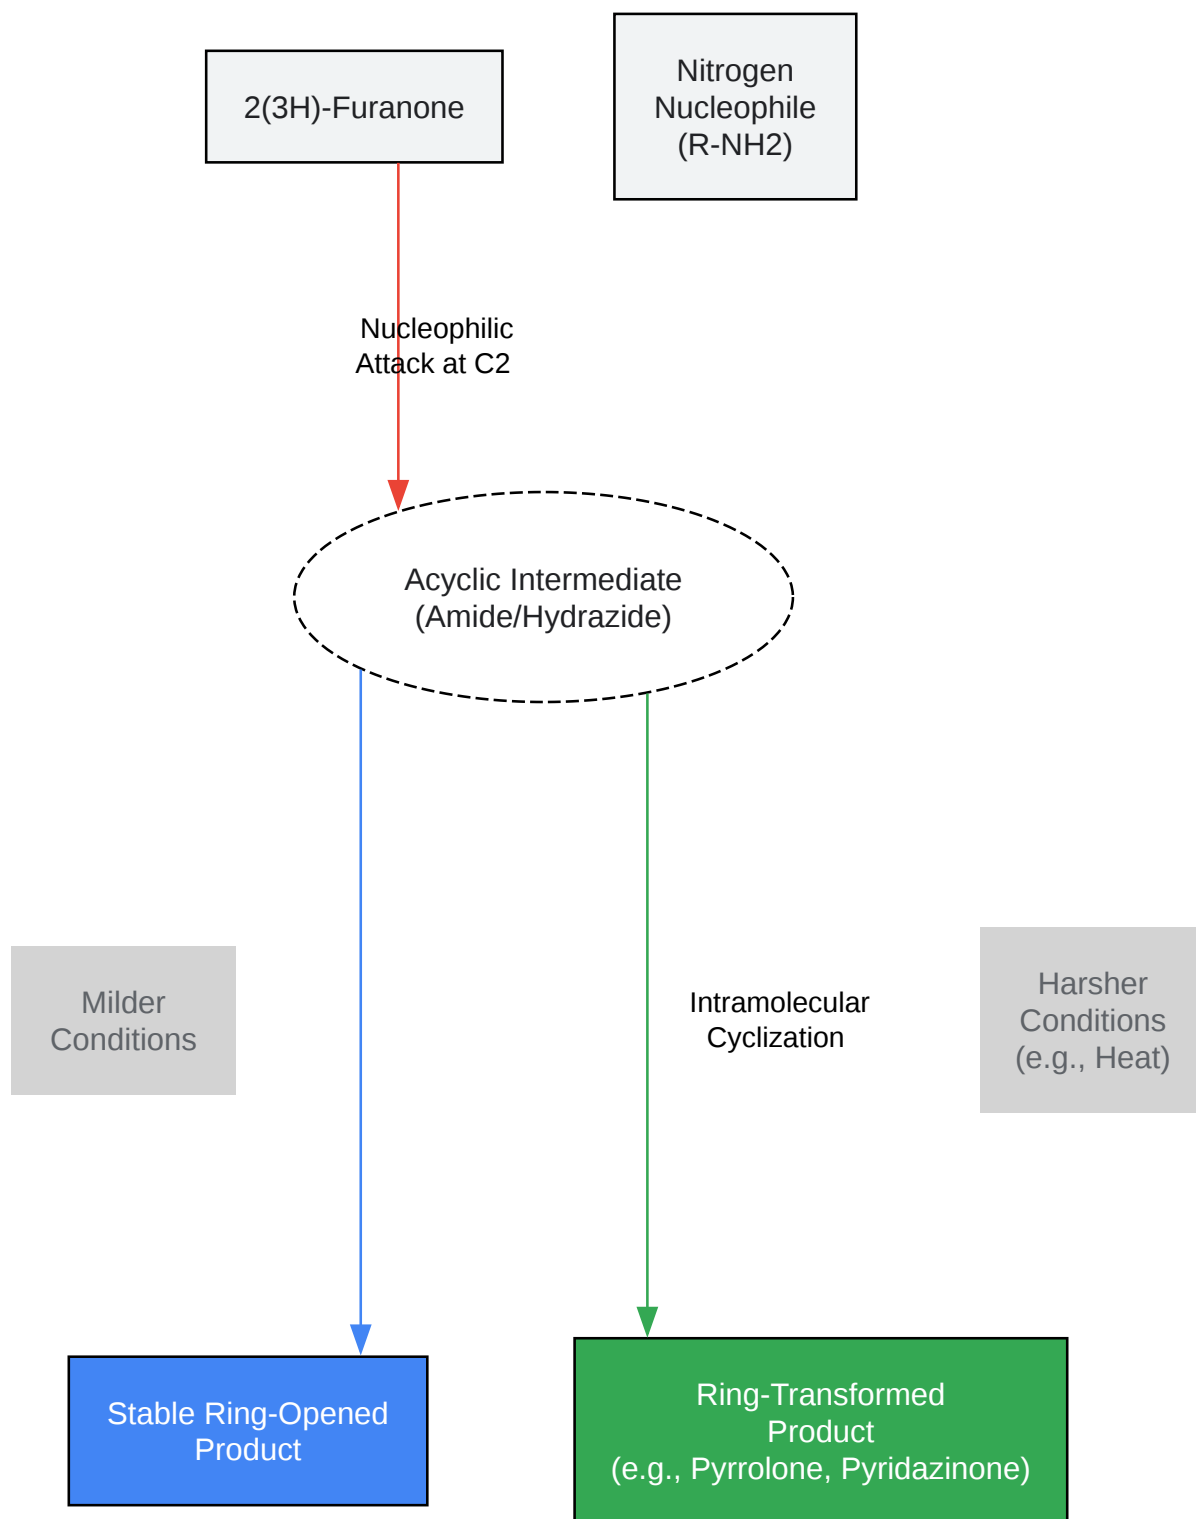 2(3H)-Furanone
Nitrogen
Nucleophile
(R-NH2)
Nucleophilic
Attack at C2
Acyclic Intermediate
(Amide/Hydrazide)
Milder
Conditions
Intramolecular
Cyclization
Harsher
Conditions
(e.g., Heat)
Stable Ring-Opened
Product
Ring-Transformed
Product
(e.g., Pyrrolone, Pyridazinone)